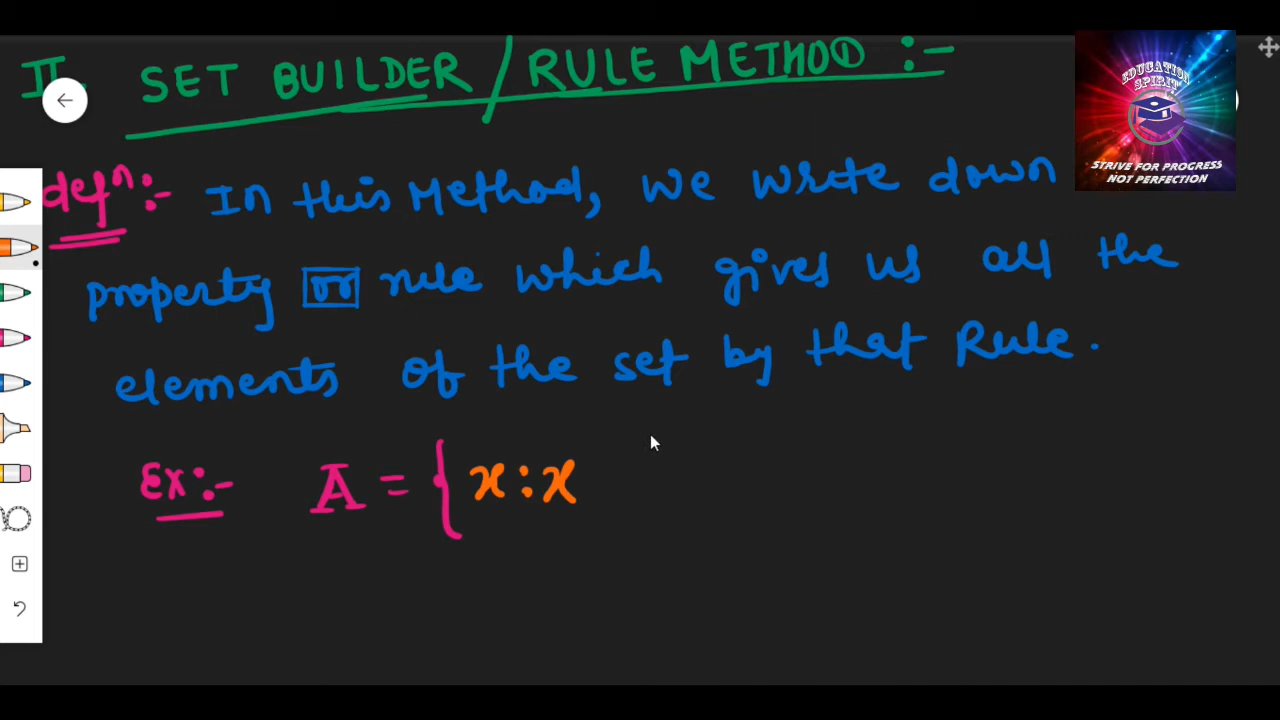 II. SET BUILDER / RULE METHOD :-
EDUCATION
SPIRIT
STRIVE FOR PROGRESS
NOT PERFECTION
defn :- In this Method, we write down
property or rule which gives us all the
elements of the set by that Rule.
Ex :- A = { x : x